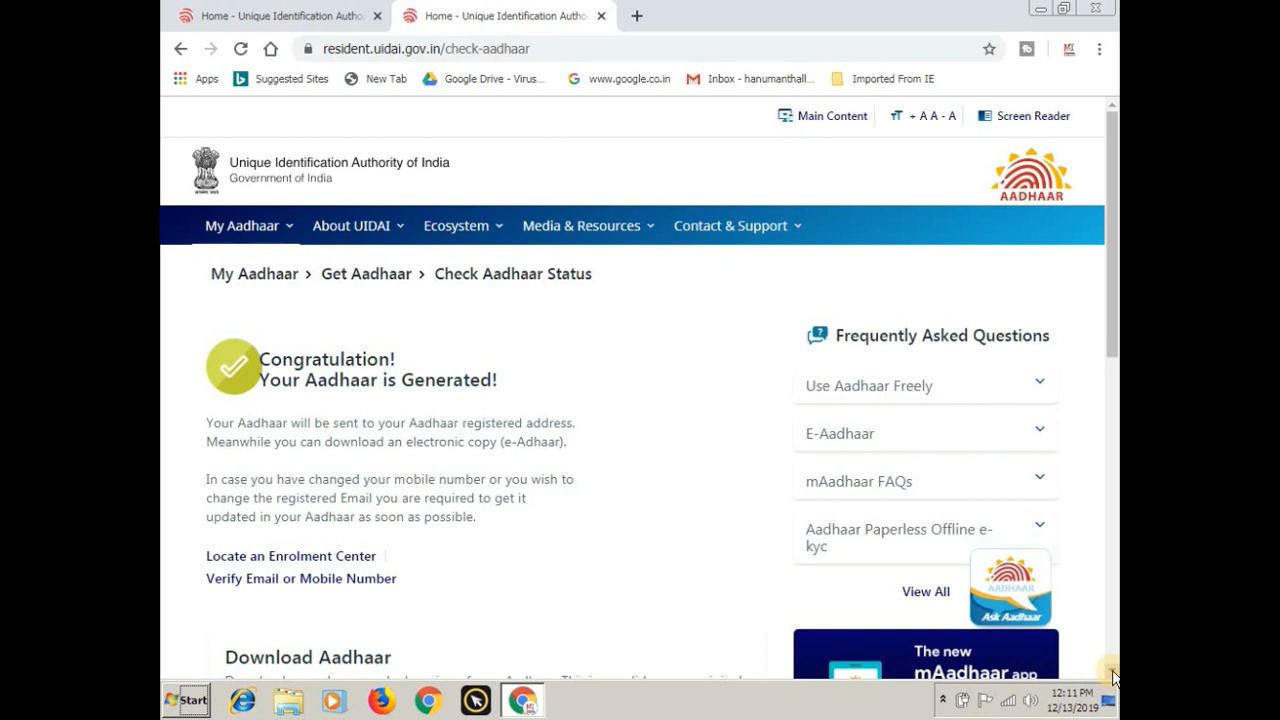 Home - Unique Identification Autho
Home - Unique Identification Autho
resident.uidai.gov.in/check-aadhaar
Apps
Suggested Sites
New Tab
Google Drive - Virus...
www.google.co.in
Inbox - hanumanthall...
Imported From IE
Main Content
+ A A - A
Screen Reader
Unique Identification Authority of India
Government of India
AADHAAR
My Aadhaar
About UIDAI
Ecosystem
Media & Resources
Contact & Support
My Aadhaar > Get Aadhaar > Check Aadhaar Status
Congratulation!
Your Aadhaar is Generated!
Your Aadhaar will be sent to your Aadhaar registered address.
Meanwhile you can download an electronic copy (e-Adhaar).
In case you have changed your mobile number or you wish to
change the registered Email you are required to get it
updated in your Aadhaar as soon as possible.
Locate an Enrolment Center
Verify Email or Mobile Number
Download Aadhaar
Frequently Asked Questions
Use Aadhaar Freely
E-Aadhaar
mAadhaar FAQs
Aadhaar Paperless Offline e-
kyc
View All
AADHAAR
Ask Aadhaar
The new
mAadhaar app
Start
12:11 PM
12/13/2019